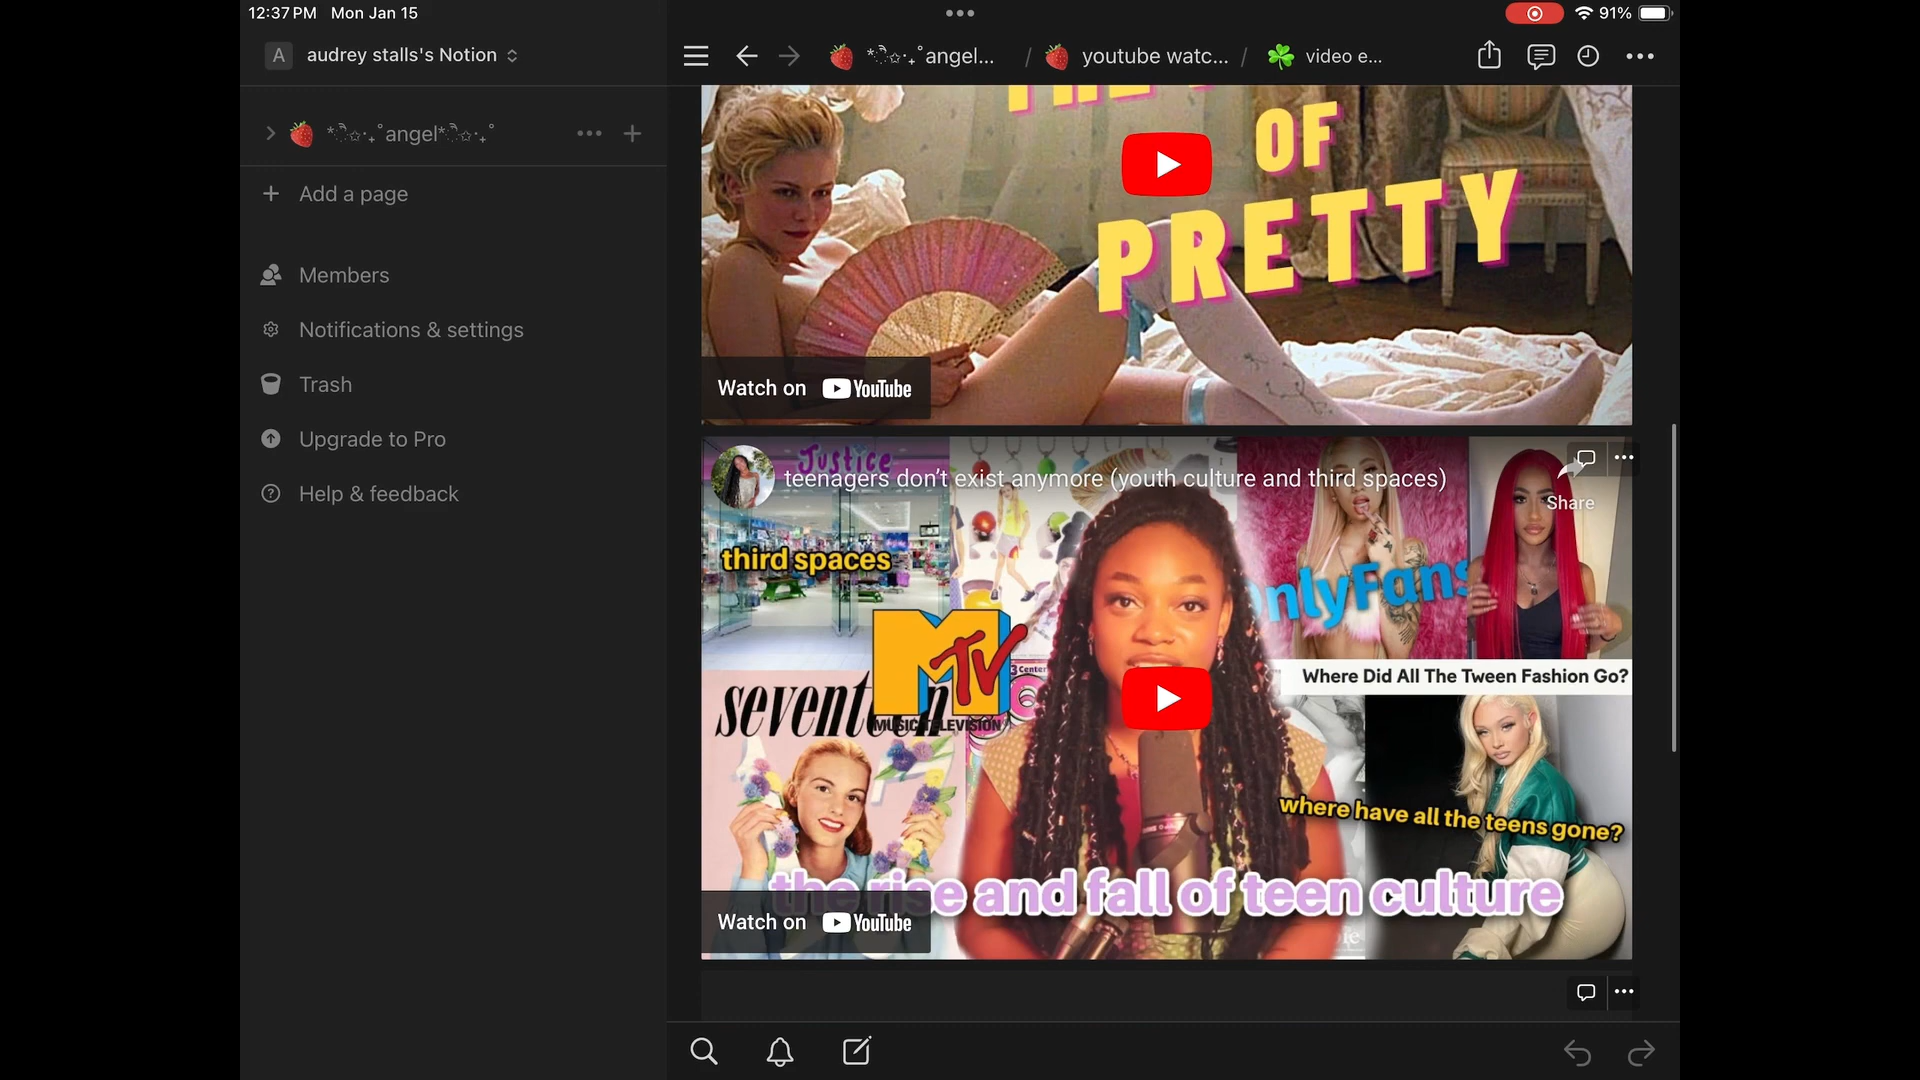 12:37 PM Mon Jan 15
91%
A audrey stalls's Notion
angel
Add a page
Members
Notifications & settings
Trash
Upgrade to Pro
Help & feedback
angel... / youtube watc... / video e...
OF
PRETTY
Watch on YouTube
Justice
teenagers don’t exist anymore (youth culture and third spaces)
Share
third spaces
nlyFans
MTV
MUSIC TELEVISION
Where Did All The Tween Fashion Go?
where have all the teens gone?
the rise and fall of teen culture
Watch on YouTube